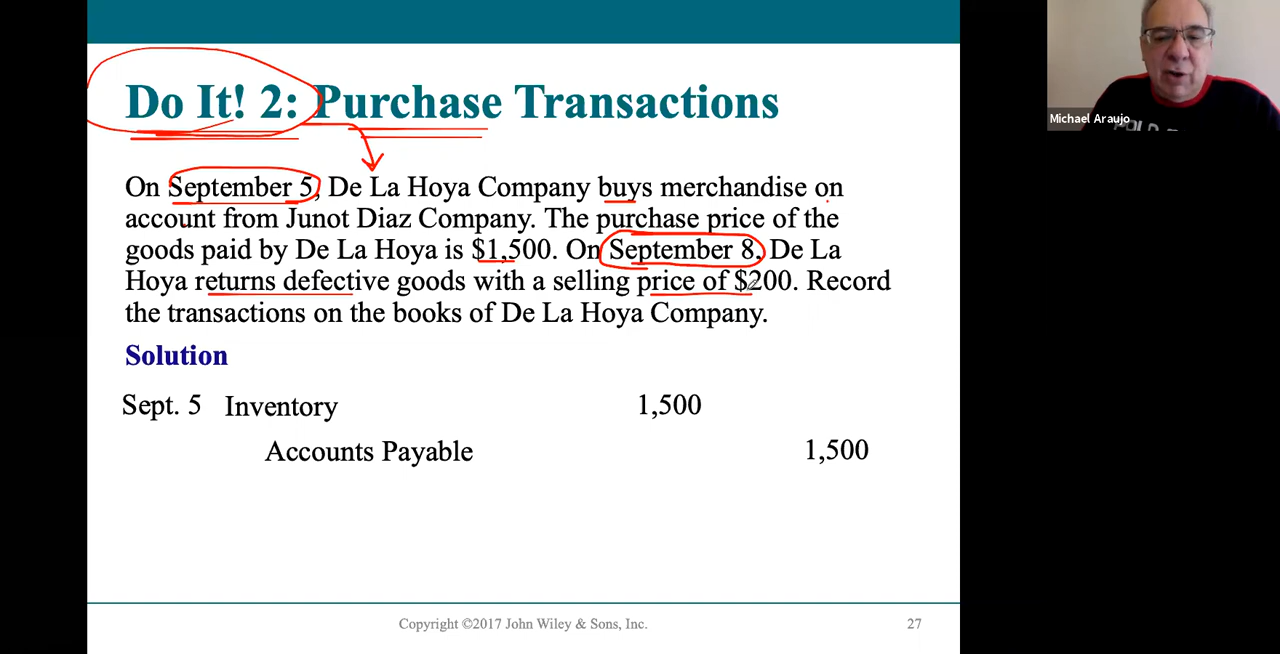 Do It! 2: Purchase Transactions
On September 5, De La Hoya Company buys merchandise on
account from Junot Diaz Company. The purchase price of the
goods paid by De La Hoya is $1,500. On September 8, De La
Hoya returns defective goods with a selling price of $200. Record
the transactions on the books of De La Hoya Company.
Solution
Sept. 5 Inventory 1,500
Accounts Payable 1,500
Copyright ©2017 John Wiley & Sons, Inc. 27
Michael Araujo